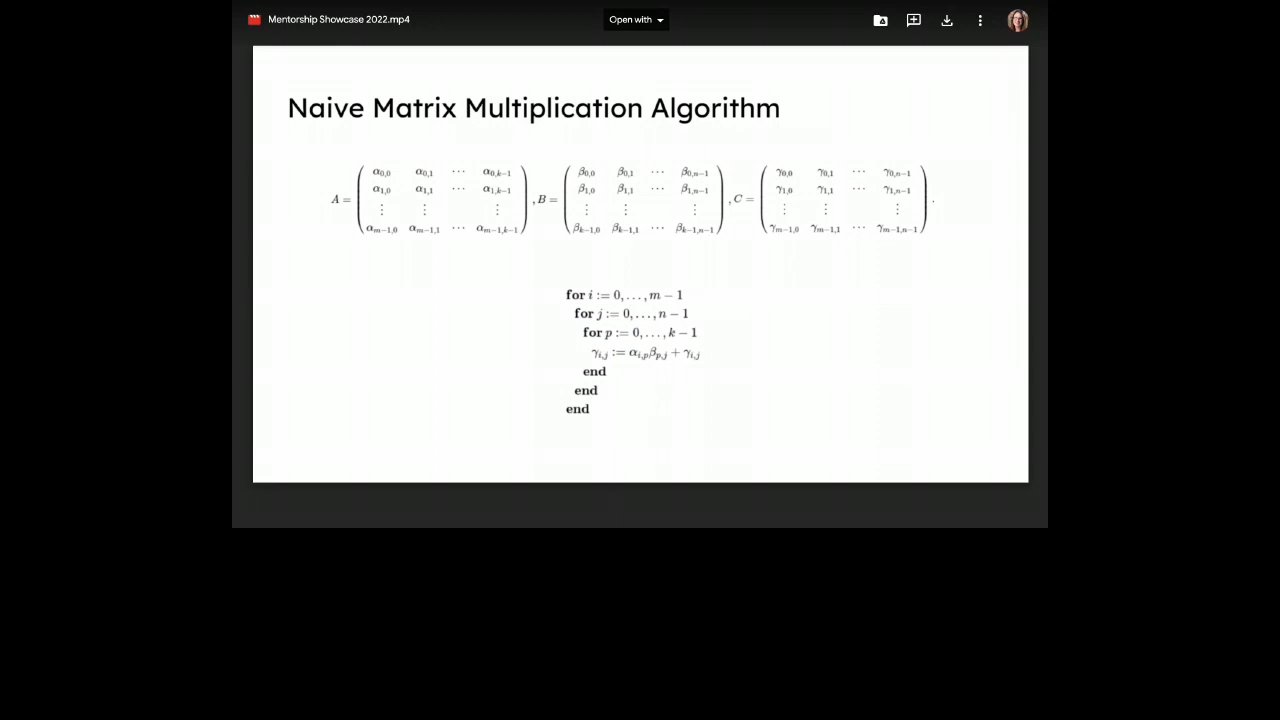 Mentorship Showcase 2022.mp4 Open with
Naive Matrix Multiplication Algorithm
A = ( α0,0 α0,1 ⋯ α0,k−1 
α1,0 α1,1 ⋯ α1,k−1 
⋮ ⋮ ⋮ 
αm−1,0 αm−1,1 ⋯ αm−1,k−1 )
, B = ( β0,0 β0,1 ⋯ β0,n−1 
β1,0 β1,1 ⋯ β1,n−1 
⋮ ⋮ ⋮ 
βk−1,0 βk−1,1 ⋯ βk−1,n−1 )
, C = ( γ0,0 γ0,1 ⋯ γ0,n−1 
γ1,0 γ1,1 ⋯ γ1,n−1 
⋮ ⋮ ⋮ 
γm−1,0 γm−1,1 ⋯ γm−1,n−1 ) .
for i := 0, . . . , m − 1
for j := 0, . . . , n − 1
for p := 0, . . . , k − 1
γi,j := αi,pβp,j + γi,j
end
end
end